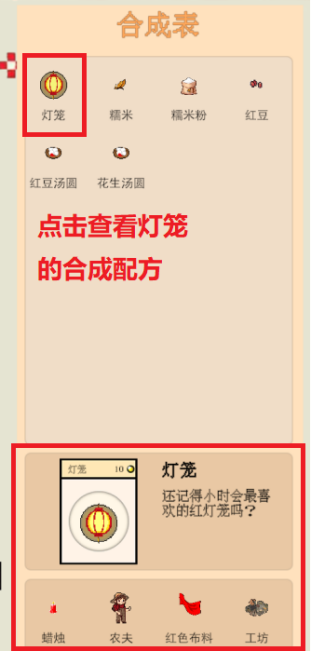 合成表
灯笼 糯米 糯米粉 红豆
红豆汤圆 花生汤圆
点击查看灯笼
的合成配方
灯笼 10
灯笼
还记得小时会最喜
欢的红灯笼吗?
蜡烛 农夫 红色布料 工坊